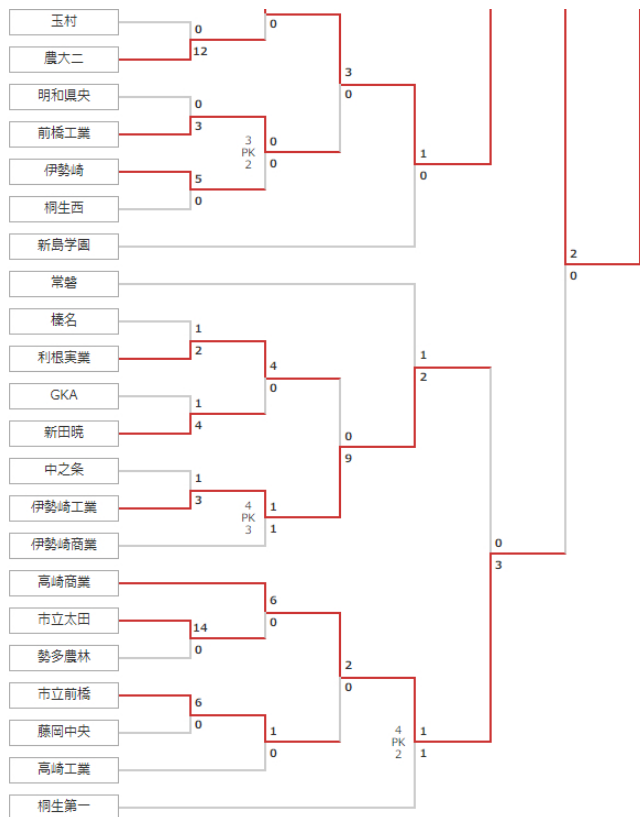 玉村
0
12
0
農大二
3
0
明和県央
0
3
前橋工業
3
PK
2
0
0
1
0
伊勢崎
5
0
桐生西
新島学園
2
0
常磐
榛名
1
2
利根実業
4
0
1
2
GKA
1
4
新田暁
0
9
中之条
1
3
伊勢崎工業
4
PK
3
1
1
伊勢崎商業
0
3
高崎商業
6
0
市立太田
14
0
勢多農林
2
0
市立前橋
6
0
藤岡中央
1
0
4
PK
2
1
1
高崎工業
桐生第一